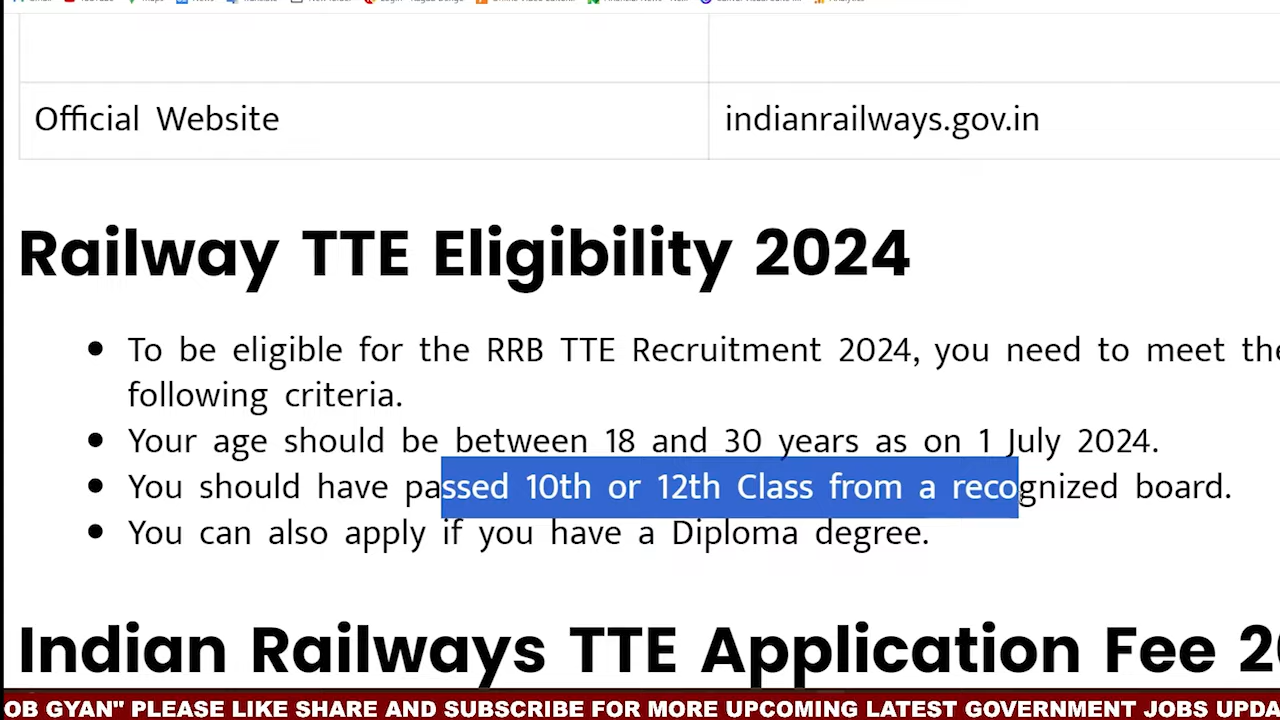 Official Website indianrailways.gov.in
Railway TTE Eligibility 2024
To be eligible for the RRB TTE Recruitment 2024, you need to meet the
following criteria.
Your age should be between 18 and 30 years as on 1 July 2024.
You should have passed 10th or 12th Class from a recognized board.
You can also apply if you have a Diploma degree.
Indian Railways TTE Application Fee
OB GYAN" PLEASE LIKE SHARE AND SUBSCRIBE FOR MORE UPCOMING LATEST GOVERNMENT JOBS UPDA